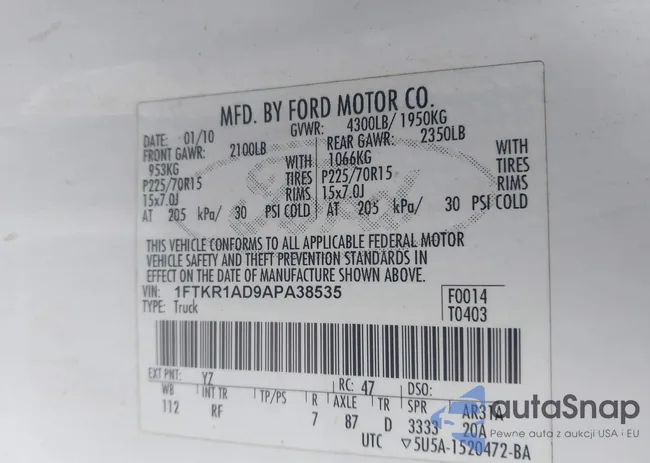 MFD. BY FORD MOTOR CO.
DATE: 01/10 GVWR: 4300LB/ 1950KG
FRONT GAWR: 2100LB REAR GAWR: 2350LB
953KG WITH 1066KG WITH
P225/70R15 TIRES P225/70R15 TIRES
15x7.0J RIMS 15x7.0J RIMS
AT 205 kPa/ 30 PSI COLD AT 205 kPa/ 30 PSI COLD
THIS VEHICLE CONFORMS TO ALL APPLICABLE FEDERAL MOTOR
VEHICLE SAFETY AND THEFT PREVENTION STANDARDS IN
EFFECT ON THE DATE OF MANUFACTURE SHOWN ABOVE.
VIN: 1FTKR1AD9APA38535 F0014
TYPE: Truck T0403
EXT PNT: YZ RC: 47 DSO:
WB INT TR TP/PS R AXLE TR SPR AR31A
112 RF 7 87 D 3333 20A
UTC ▽5U5A-1520472-BA
Ford
autoSnap
Pewne auta z aukcji USA i EU